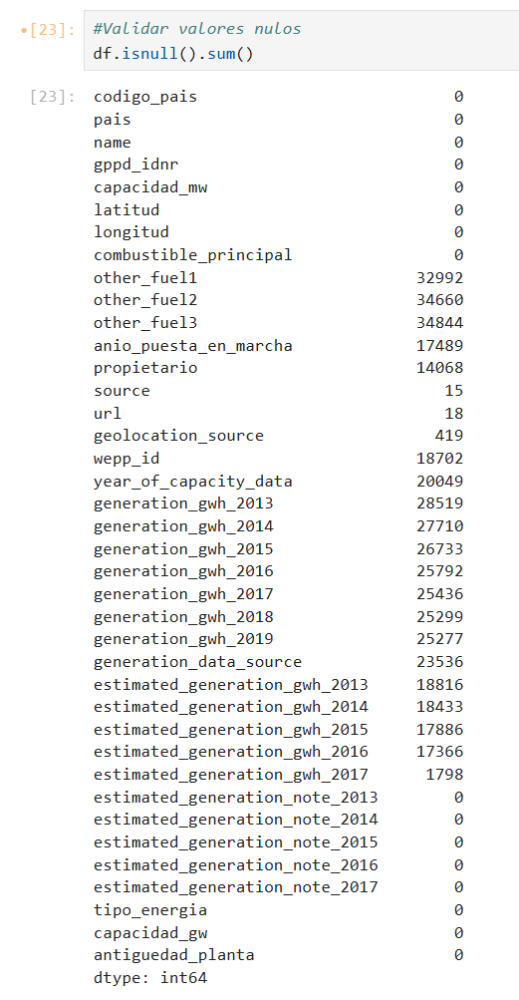 [23]: #Validar valores nulos
df.isnull().sum()
[23]: codigo_pais 0
pais 0
name 0
gppd_idnr 0
capacidad_mw 0
latitud 0
longitud 0
combustible_principal 0
other_fuel1 32992
other_fuel2 34660
other_fuel3 34844
anio_puesta_en_marcha 17489
propietario 14068
source 15
url 18
geolocation_source 419
wepp_id 18702
year_of_capacity_data 20049
generation_gwh_2013 28519
generation_gwh_2014 27710
generation_gwh_2015 26733
generation_gwh_2016 25792
generation_gwh_2017 25436
generation_gwh_2018 25299
generation_gwh_2019 25277
generation_data_source 23536
estimated_generation_gwh_2013 18816
estimated_generation_gwh_2014 18433
estimated_generation_gwh_2015 17886
estimated_generation_gwh_2016 17366
estimated_generation_gwh_2017 1798
estimated_generation_note_2013 0
estimated_generation_note_2014 0
estimated_generation_note_2015 0
estimated_generation_note_2016 0
estimated_generation_note_2017 0
tipo_energia 0
capacidad_gw 0
antiguedad_planta 0
dtype: int64